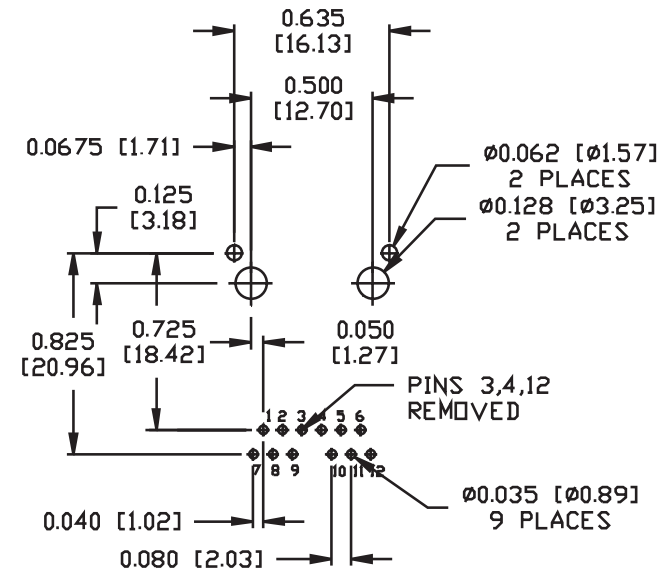 0.635
[16.13]
0.500
[12.70]
0.0675 [1.71]
ø0.062 [ø1.57]
2 PLACES
0.125
[3.18]
ø0.128 [ø3.25]
2 PLACES
0.825
[20.96]
0.725
[18.42]
0.050
[1.27]
PINS 3,4,12
REMOVED
1 2 3 4 5 6
7 8 9 10 11 12
ø0.035 [ø0.89]
9 PLACES
0.040 [1.02]
0.080 [2.03]